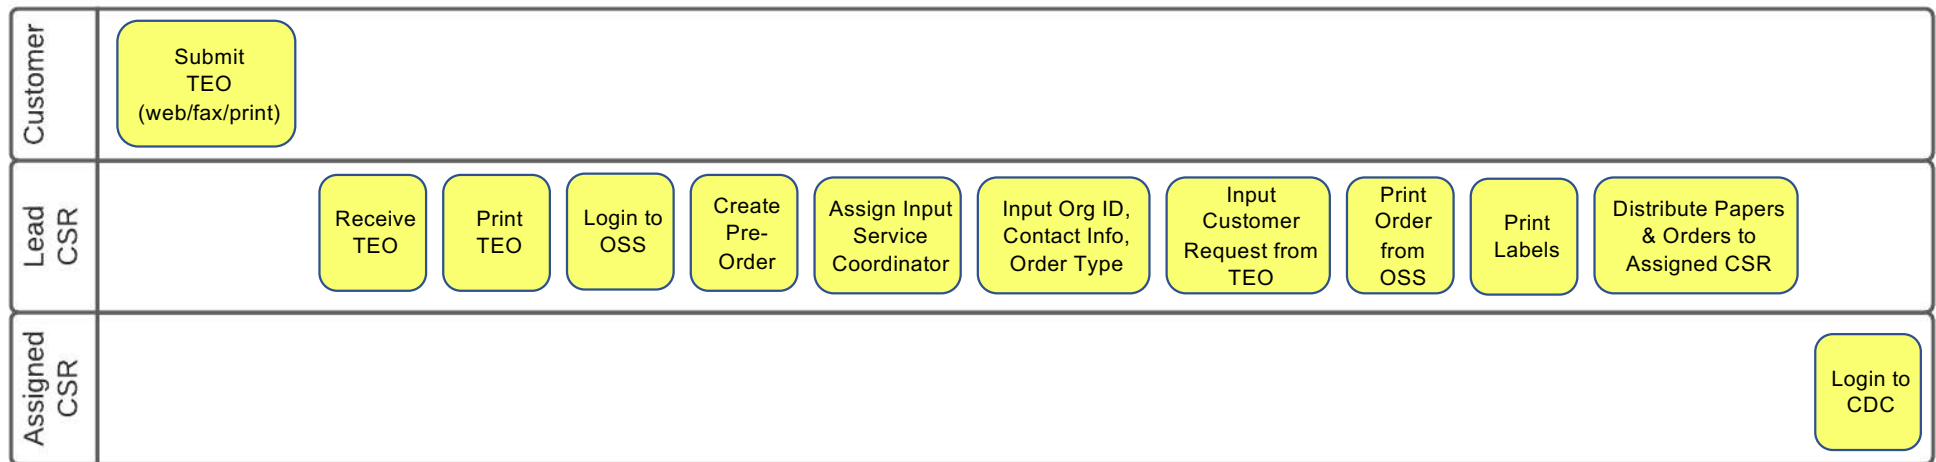 Customer
Submit
TEO
(web/fax/print)
Lead
CSR
Receive
TEO
Print
TEO
Login to
OSS
Create
Pre-
Order
Assign Input
Service
Coordinator
Input Org ID,
Contact Info,
Order Type
Input
Customer
Request from
TEO
Print
Order
from
OSS
Print
Labels
Distribute Papers
& Orders to
Assigned CSR
Assigned
CSR
Login to
CDC